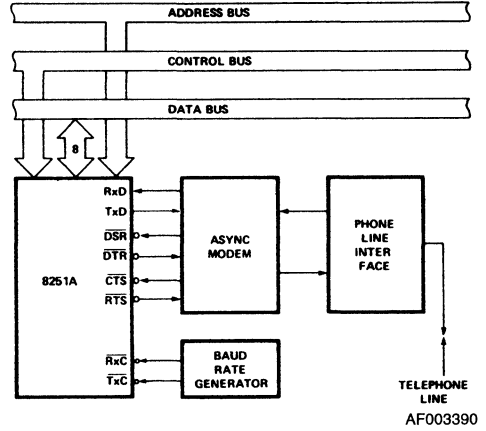 ADDRESS BUS
CONTROL BUS
DATA BUS
8
8251A
RxD
TxD
DSR
DTR
CTS
RTS
RxC
TxC
ASYNC
MODEM
PHONE
LINE
INTER
FACE
BAUD
RATE
GENERATOR
TELEPHONE
LINE
AF003390